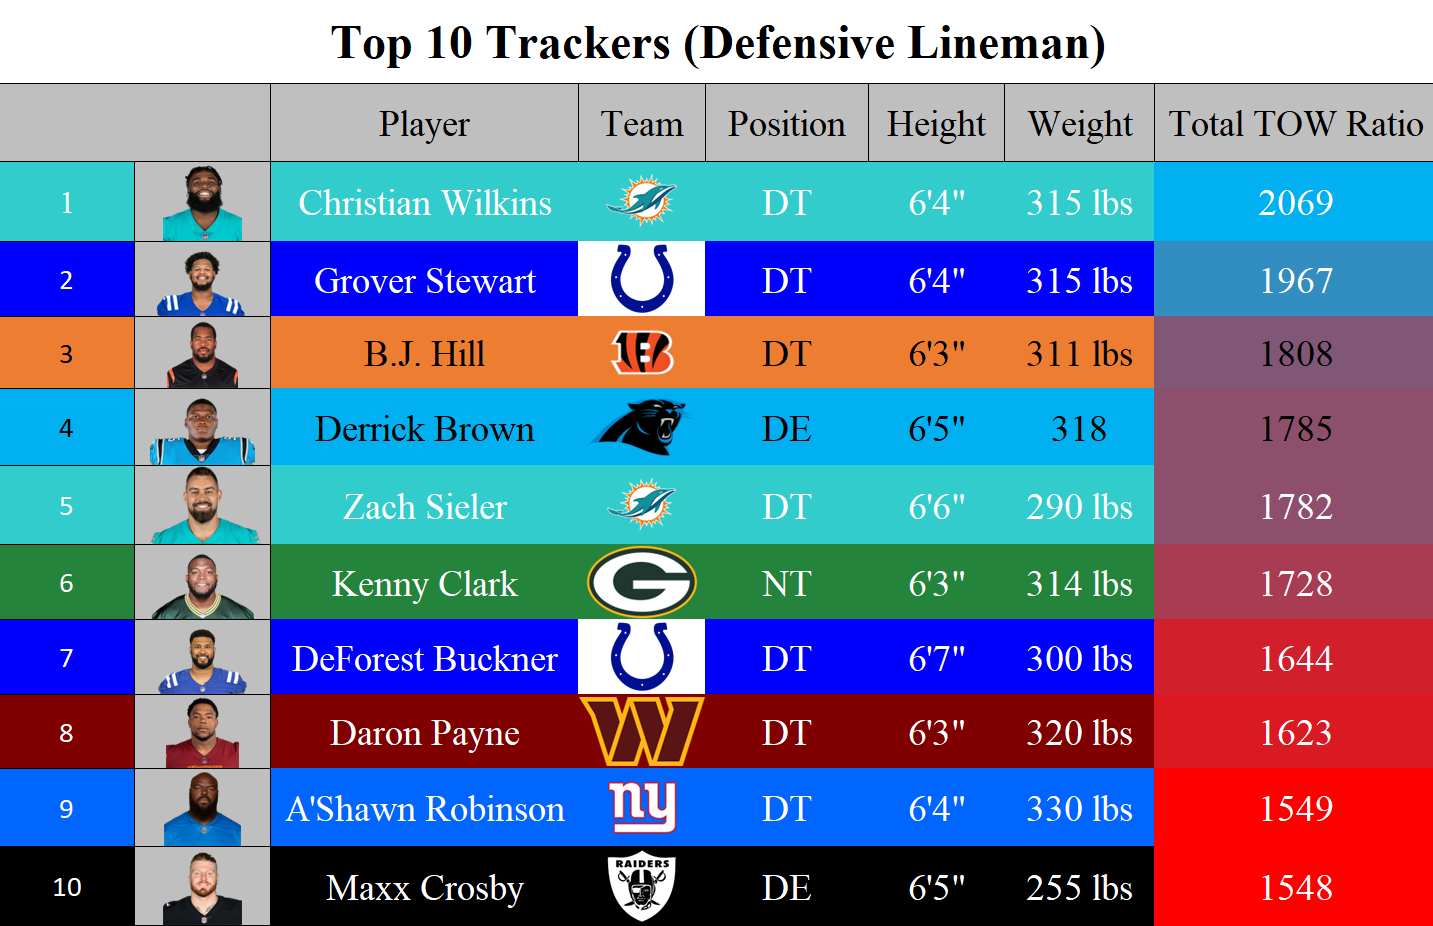 Top 10 Trackers (Defensive Lineman)
Player Team Position Height Weight Total TOW Ratio
1 Christian Wilkins DT 6'4" 315 lbs 2069
2 Grover Stewart DT 6'4" 315 lbs 1967
3 B.J. Hill DT 6'3" 311 lbs 1808
4 Derrick Brown DE 6'5" 318 1785
5 Zach Sieler DT 6'6" 290 lbs 1782
6 Kenny Clark G NT 6'3" 314 lbs 1728
7 DeForest Buckner DT 6'7" 300 lbs 1644
8 Daron Payne W DT 6'3" 320 lbs 1623
9 A'Shawn Robinson ny DT 6'4" 330 lbs 1549
10 Maxx Crosby RAIDERS DE 6'5" 255 lbs 1548